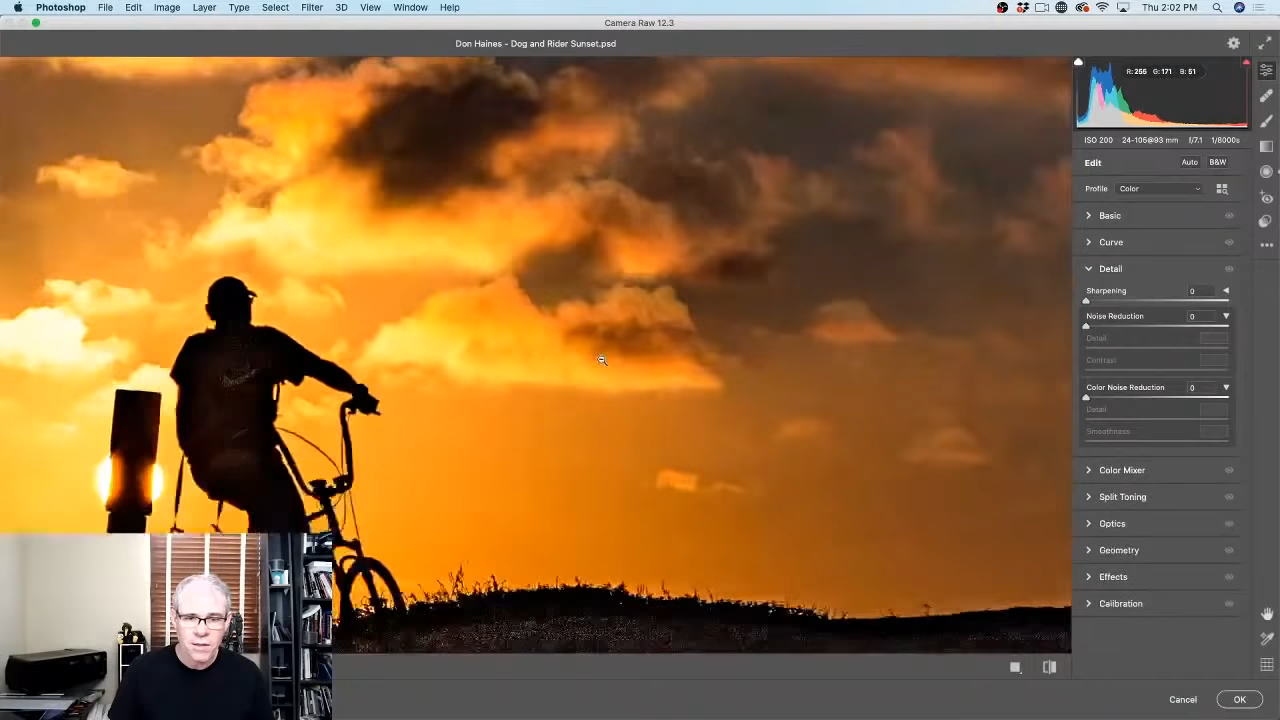 Photoshop File Edit Image Layer Type Select Filter 3D View Window Help Thu 2:02 PM
Camera Raw 12.3
Don Haines - Dog and Rider Sunset.psd
R: 255 G: 171 B: 51
ISO 200 24-105@93 mm f/7.1 1/8000s
Edit Auto B&W
Profile Color
Basic
Curve
Detail
Sharpening 0
Noise Reduction 0
Detail
Contrast
Color Noise Reduction 0
Detail
Smoothness
Color Mixer
Split Toning
Optics
Geometry
Effects
Calibration
Cancel OK